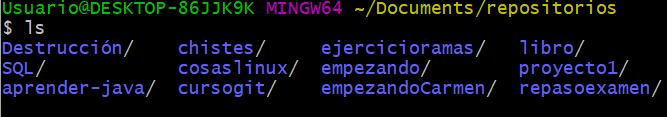 Usuario@DESKTOP-86JJK9K MINGW64 ~/Documents/repositorios
$ ls
Destrucción/ chistes/ ejercicioramas/ libro/
SQL/ cosaslinux/ empezando/ proyecto1/
aprender-java/ cursogit/ empezandoCarmen/ repasoexamen/